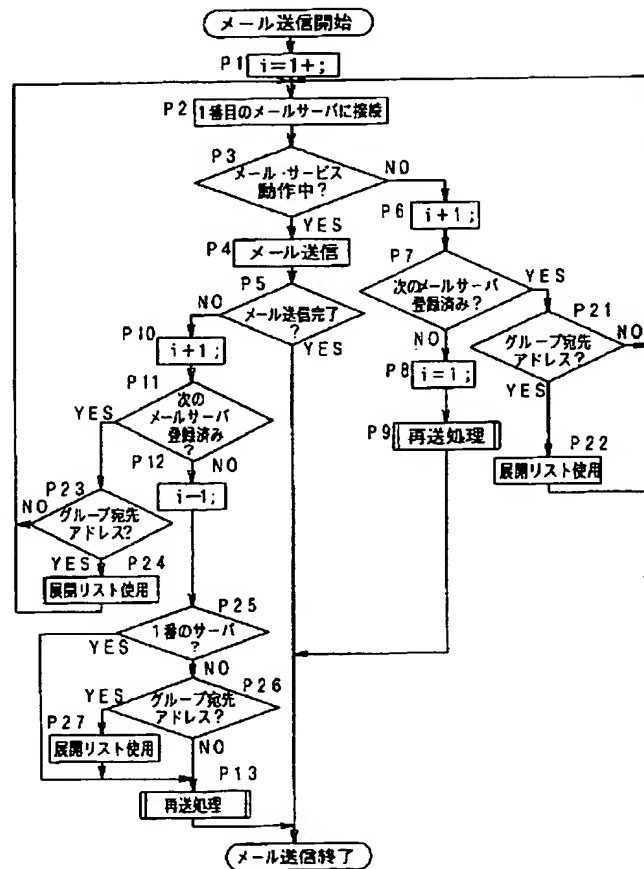 メール送信開始
P1
i=1+;
P2
1番目のメールサーバに接続
P3
メール・サービス
動作中?
NO
YES
P4
メール送信
P5
メール送信完了
?
NO
YES
P6
i+1;
P7
次のメールサーバ
登録済み?
YES
NO
P8
i=1;
P9
再送処理
P21
グループ宛先
アドレス?
NO
YES
P22
展開リスト使用
P10
i+1;
P11
次の
メールサーバ
登録済み
?
YES
NO
P12
i-1;
P23
グループ宛先
アドレス?
NO
YES
P24
展開リスト使用
P25
1番のサーバ
?
YES
NO
P26
グループ宛先
アドレス?
YES
NO
P27
展開リスト使用
P13
再送処理
メール送信終了